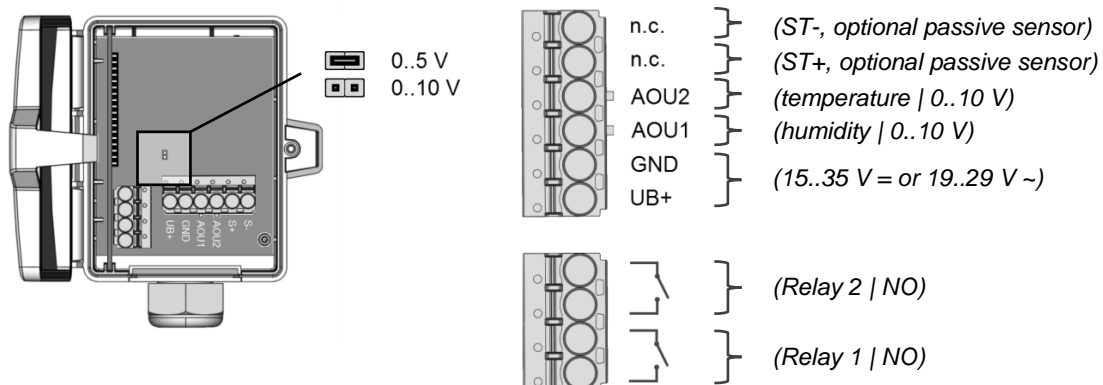 0..5 V
0..10 V
UB+
GND
AOU1
AOU2
S+
S-
n.c. (ST-, optional passive sensor)
n.c. (ST+, optional passive sensor)
AOU2 (temperature | 0..10 V)
AOU1 (humidity | 0..10 V)
GND
(15..35 V = or 19..29 V ~)
UB+
(Relay 2 | NO)
(Relay 1 | NO)